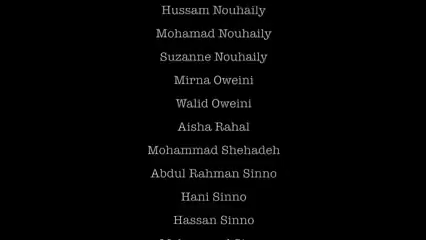 Hussam Nouhaily
Mohamad Nouhaily
Suzanne Nouhaily
Mirna Oweini
Walid Oweini
Aisha Rahal
Mohammad Shehadeh
Abdul Rahman Sinno
Hani Sinno
Hassan Sinno